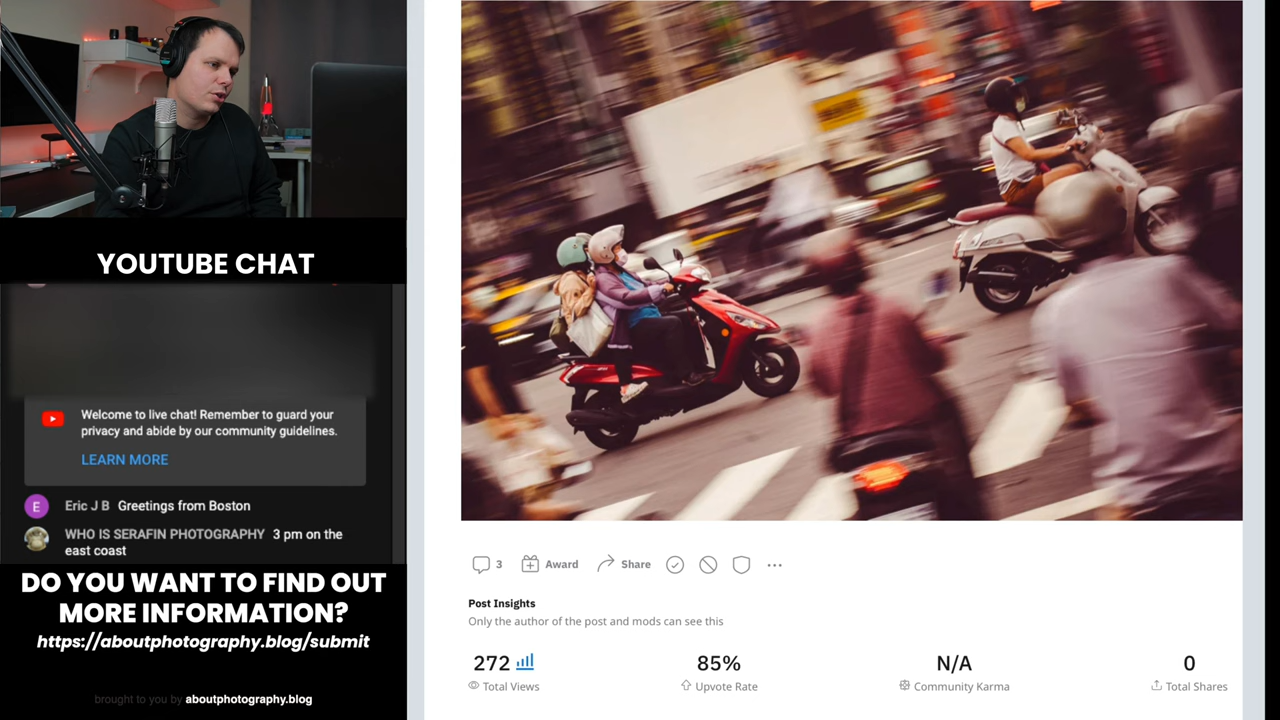 YOUTUBE CHAT
Welcome to live chat! Remember to guard your
privacy and abide by our community guidelines.
LEARN MORE
E
Eric J B Greetings from Boston
WHO IS SERAFIN PHOTOGRAPHY 3 pm on the
east coast
DO YOU WANT TO FIND OUT
MORE INFORMATION?
https://aboutphotography.blog/submit
brought to you by aboutphotography.blog
3 Award Share
Post Insights
Only the author of the post and mods can see this
272 85% N/A 0
Total Views Upvote Rate Community Karma Total Shares